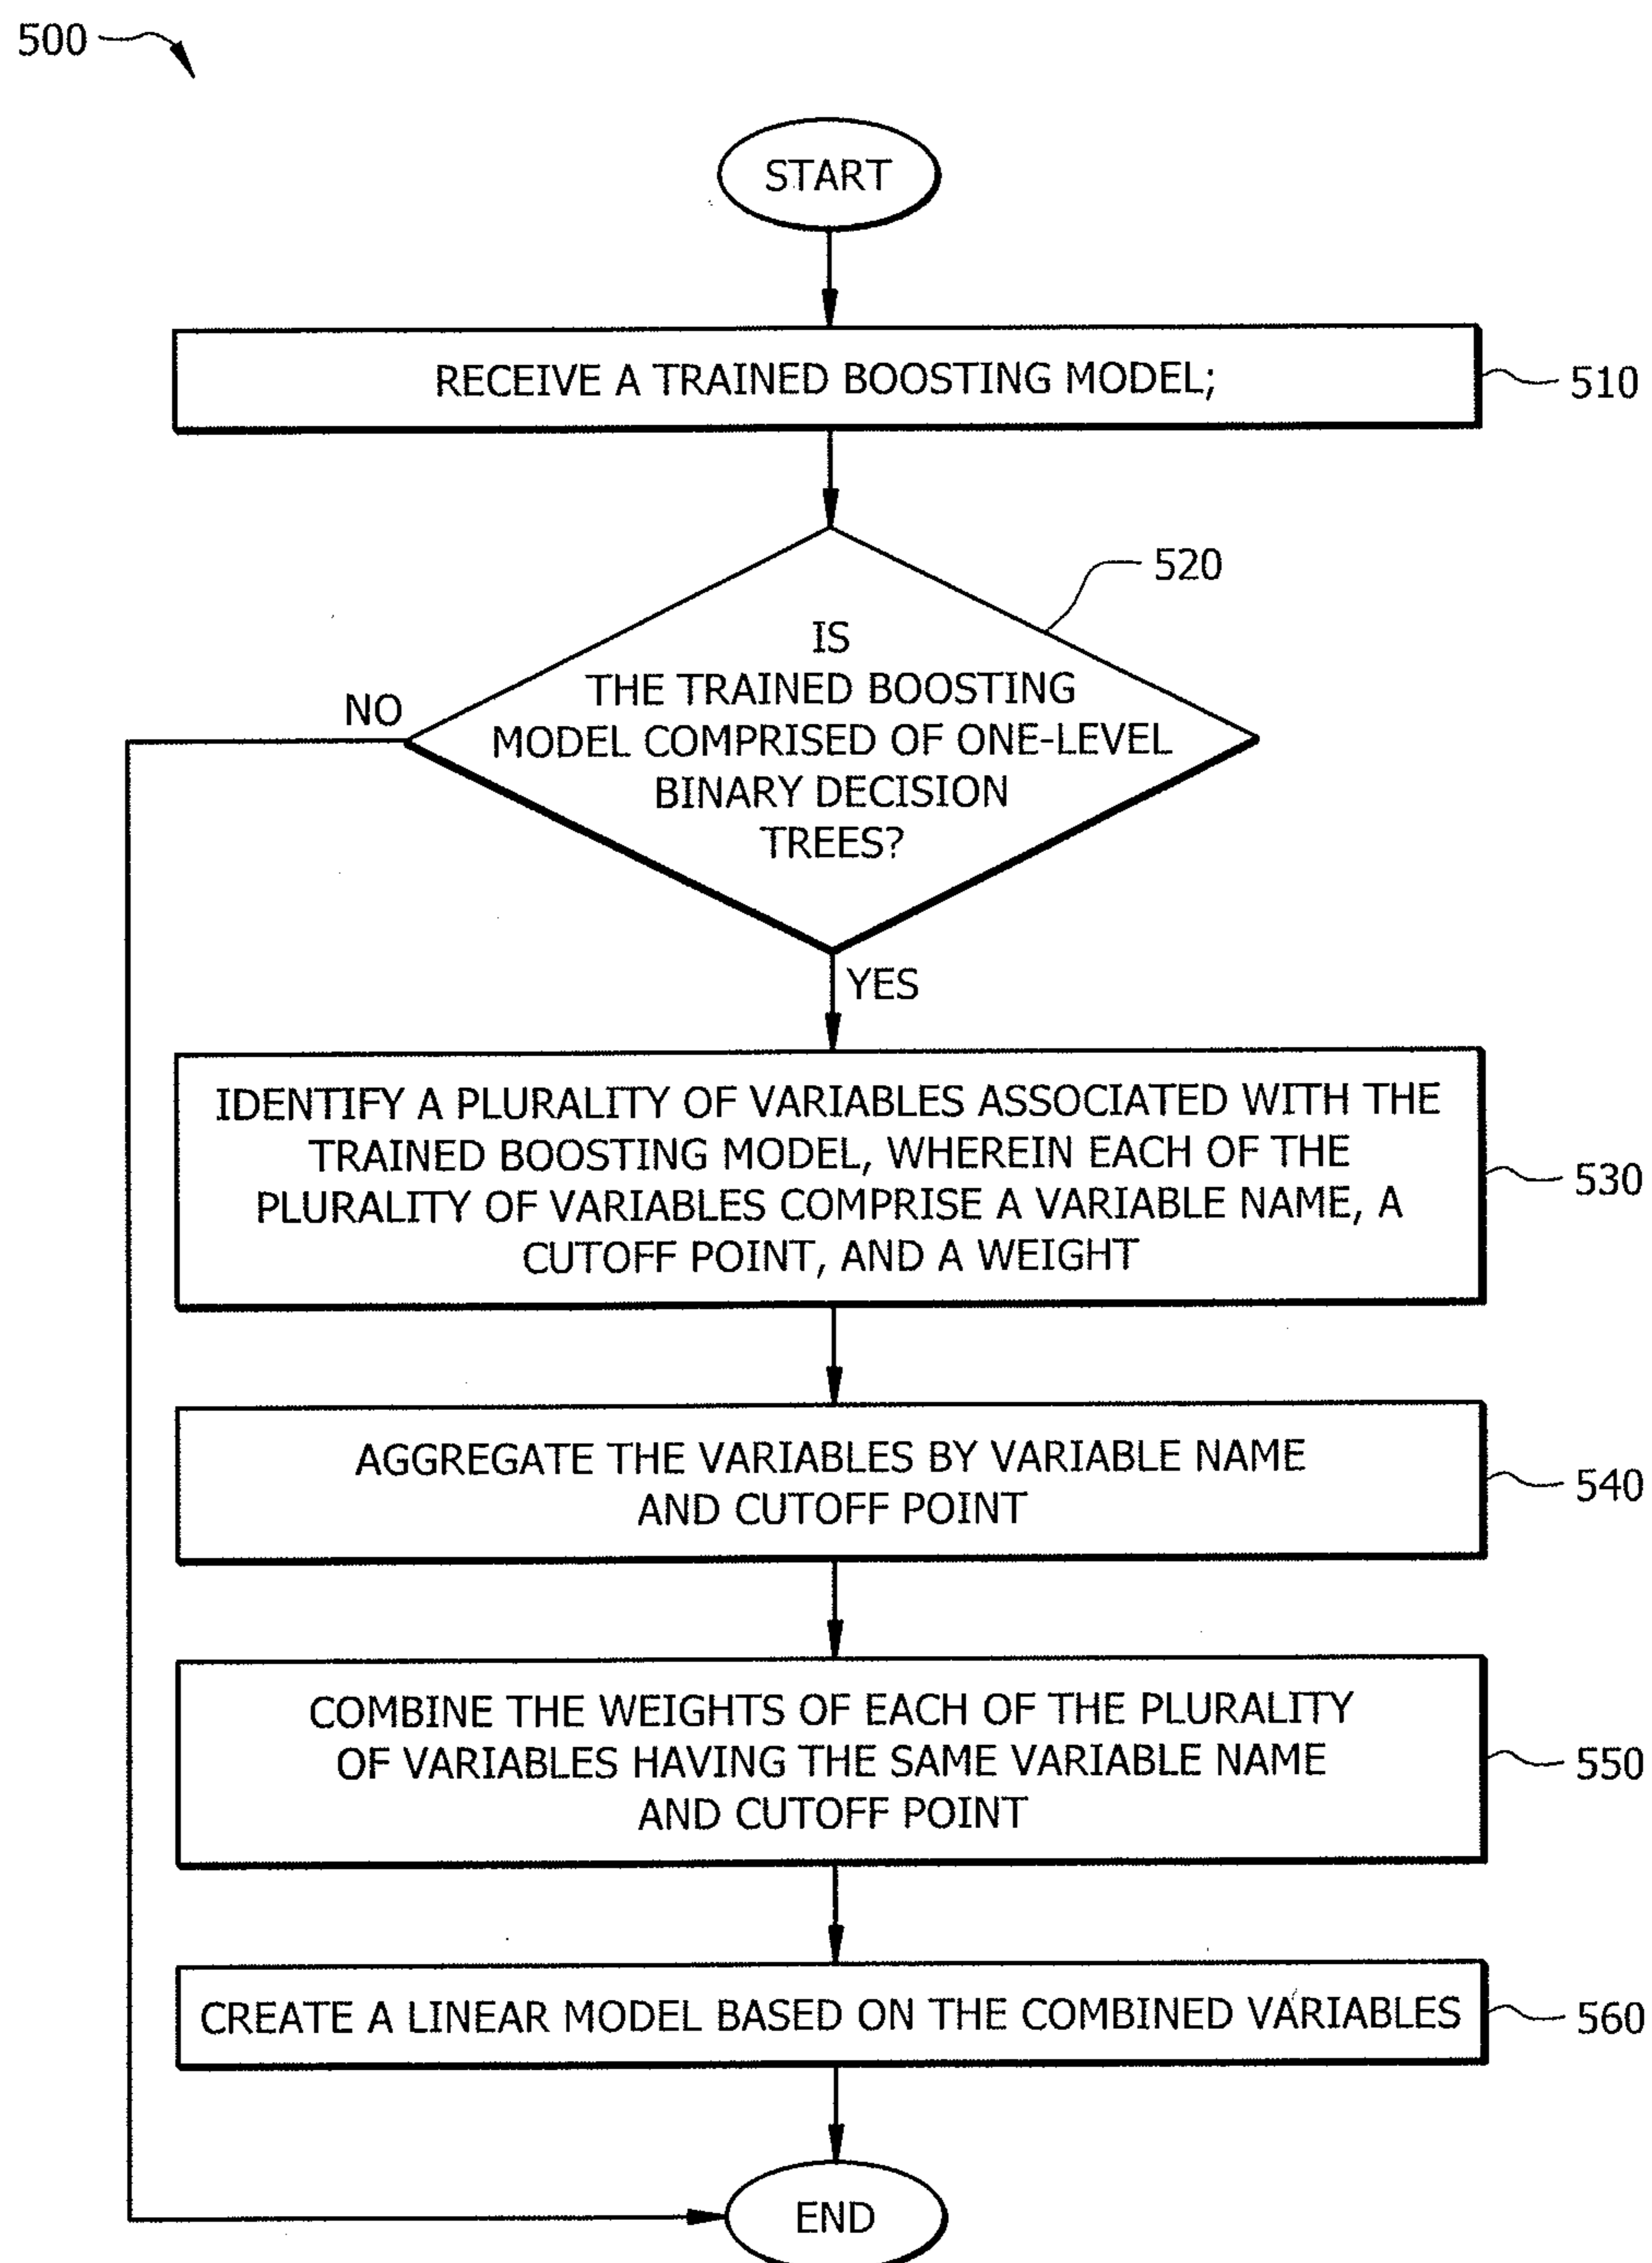 500
START
RECEIVE A TRAINED BOOSTING MODEL;
510
520
IS
THE TRAINED BOOSTING
MODEL COMPRISED OF ONE-LEVEL
BINARY DECISION
TREES?
NO
YES
IDENTIFY A PLURALITY OF VARIABLES ASSOCIATED WITH THE
TRAINED BOOSTING MODEL, WHEREIN EACH OF THE
PLURALITY OF VARIABLES COMPRISE A VARIABLE NAME, A
CUTOFF POINT, AND A WEIGHT
530
AGGREGATE THE VARIABLES BY VARIABLE NAME
AND CUTOFF POINT
540
COMBINE THE WEIGHTS OF EACH OF THE PLURALITY
OF VARIABLES HAVING THE SAME VARIABLE NAME
AND CUTOFF POINT
550
CREATE A LINEAR MODEL BASED ON THE COMBINED VARIABLES
560
END